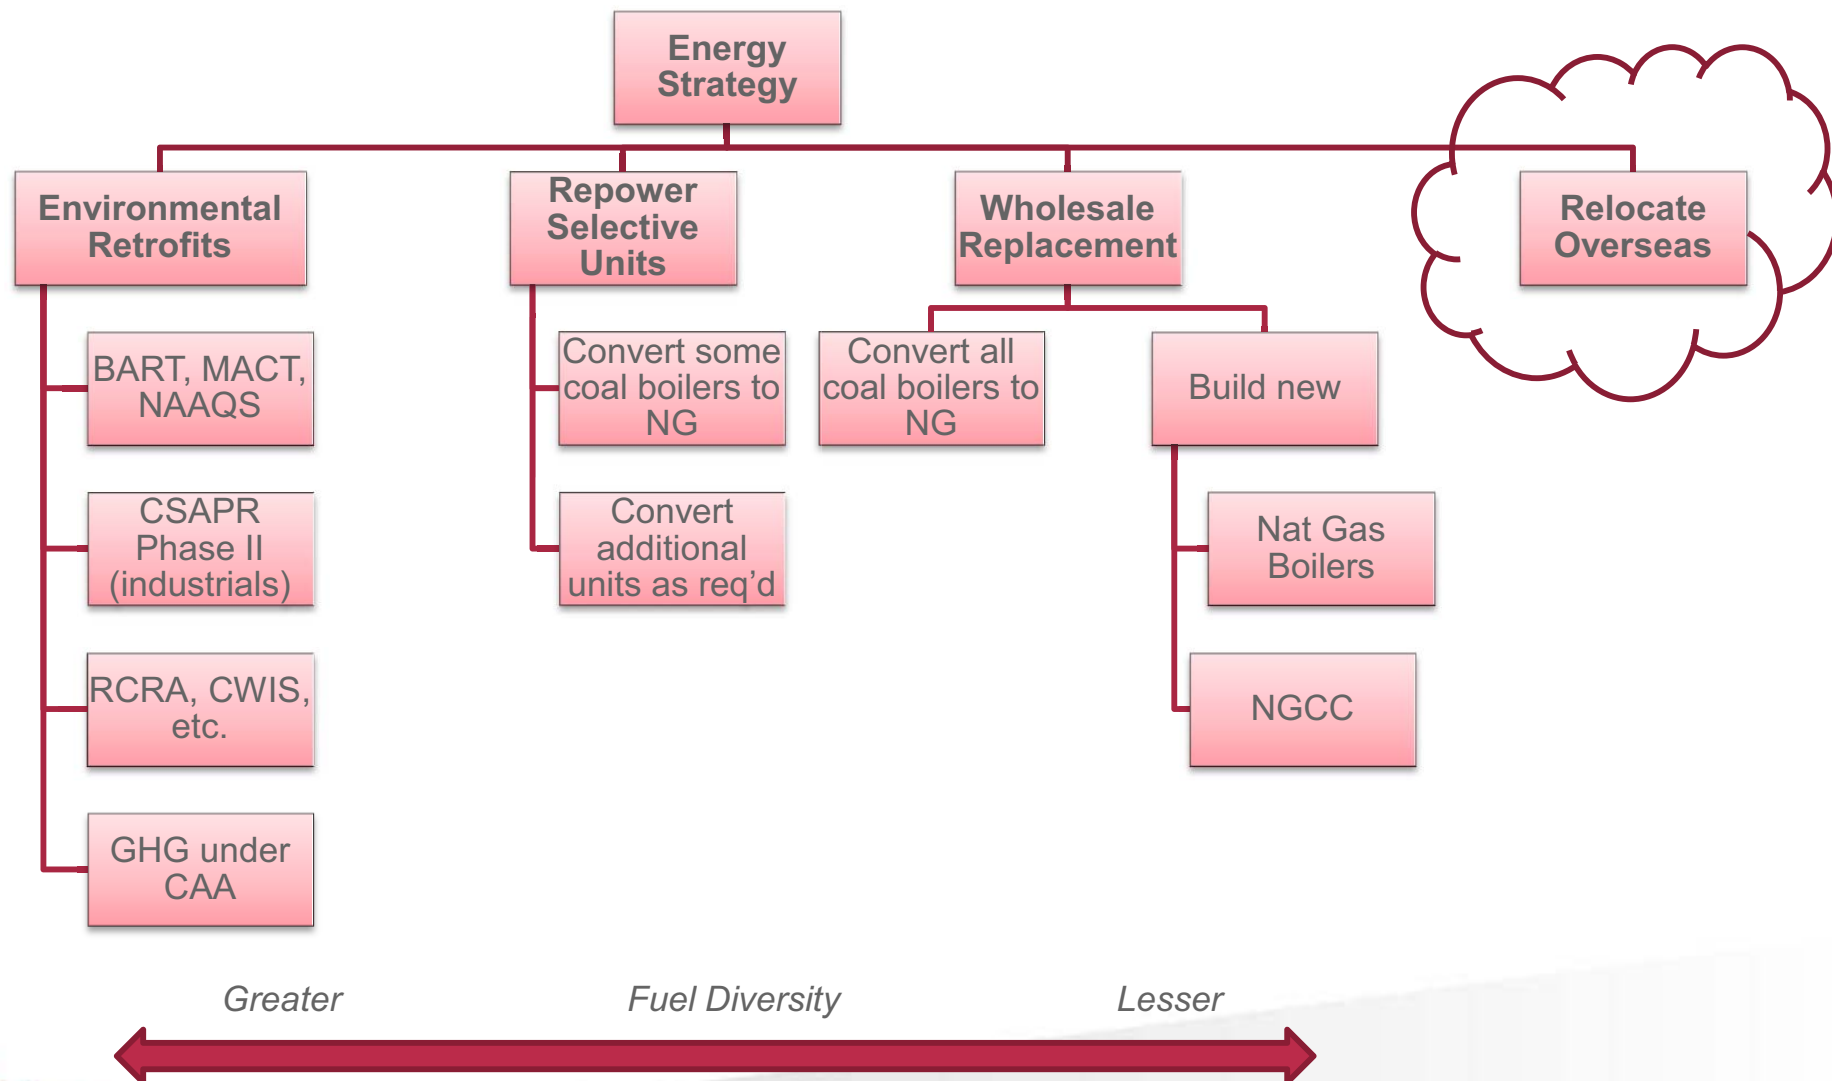 Energy
Strategy
Environmental
Retrofits
Repower
Selective
Units
Wholesale
Replacement
Relocate
Overseas
BART, MACT,
NAAQS
CSAPR
Phase II
(industrials)
RCRA, CWIS,
etc.
GHG under
CAA
Convert some
coal boilers to
NG
Convert
additional
units as req’d
Convert all
coal boilers to
NG
Build new
Nat Gas
Boilers
NGCC
Greater
Fuel Diversity
Lesser